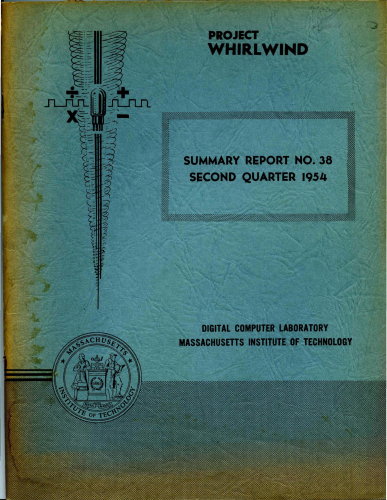 PROJECT
WHIRLWIND
÷ +
x −
SUMMARY REPORT NO. 38
SECOND QUARTER 1954
DIGITAL COMPUTER LABORATORY
MASSACHUSETTS INSTITUTE OF TECHNOLOGY
MASSACHUSETTS
INSTITUTE OF TECHNOLOGY